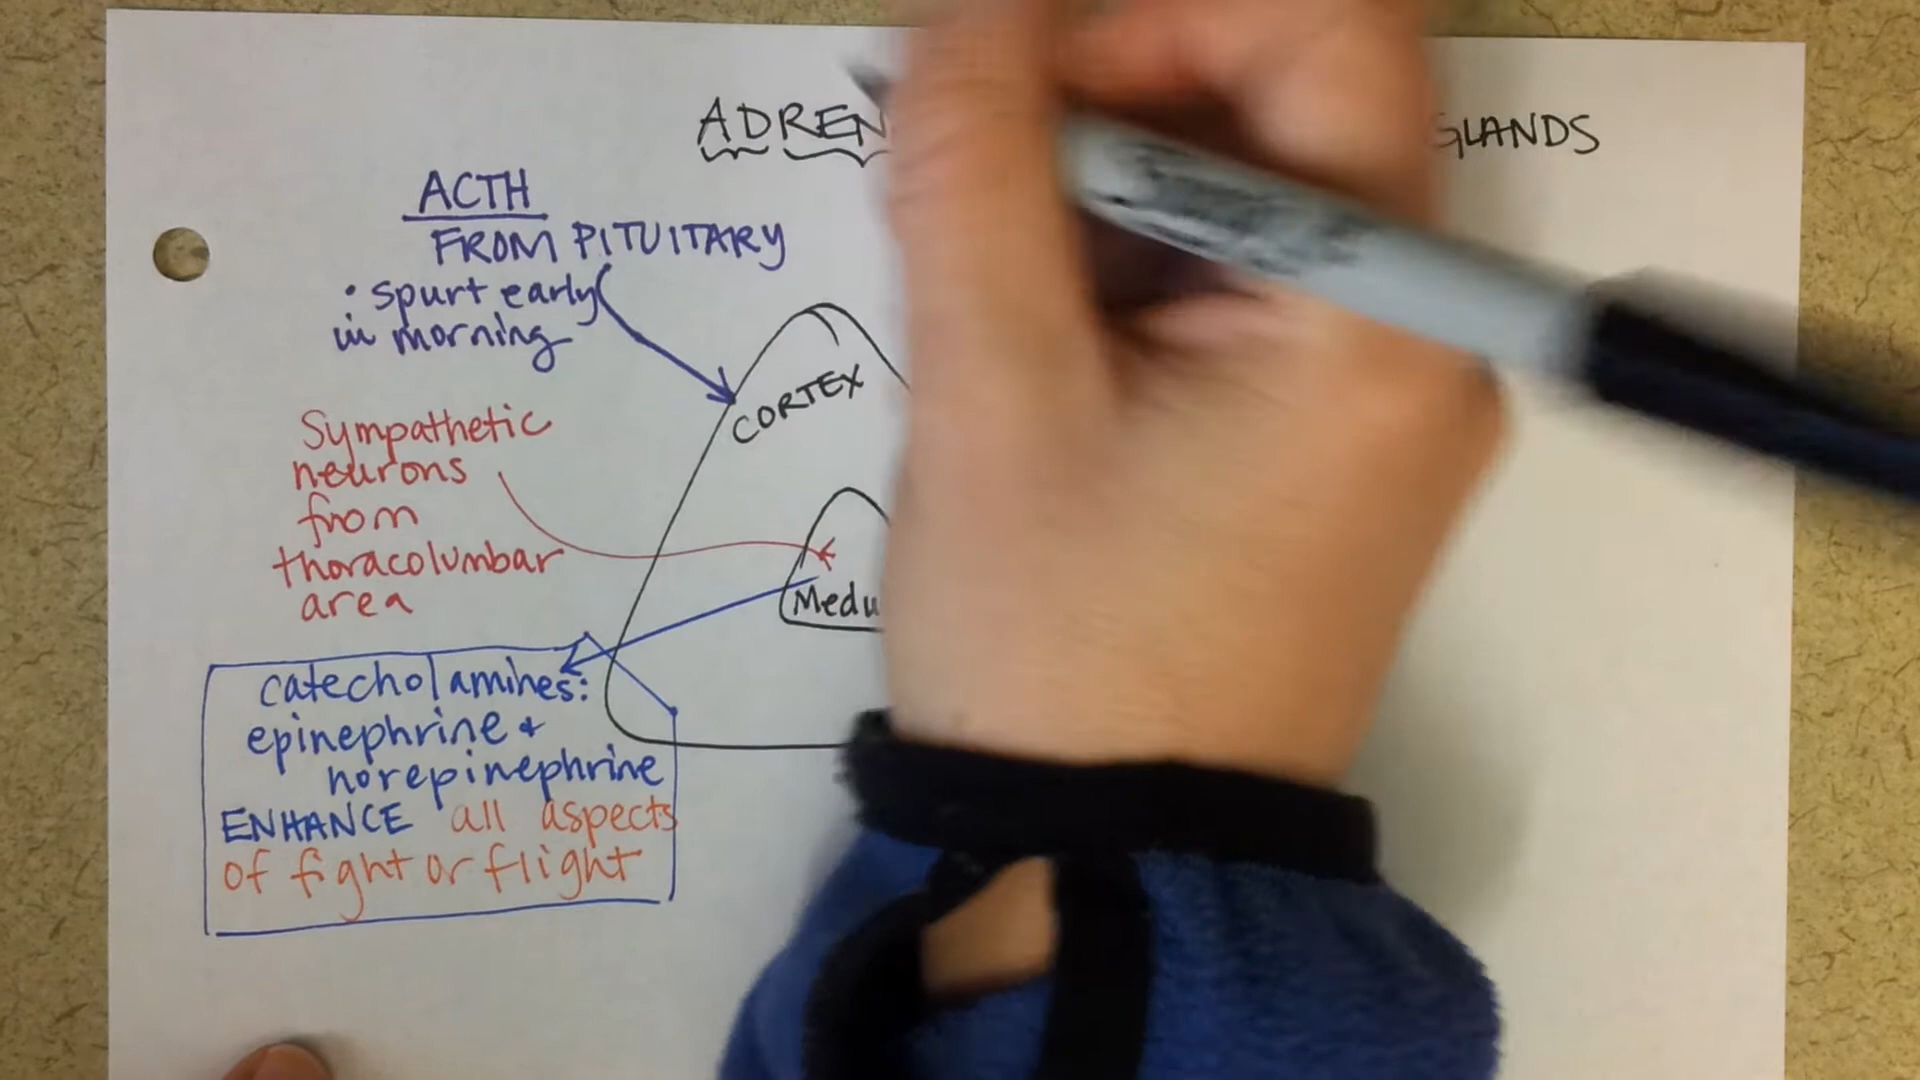 ADREN GLANDS
ACTH
FROM PITUITARY
• spurt early
in morning
CORTEX
Sympathetic
neurons
from
thoracolumbar
area
Medu
catecholamines:
epinephrine +
norepinephrine
ENHANCE all aspects
of fight or flight